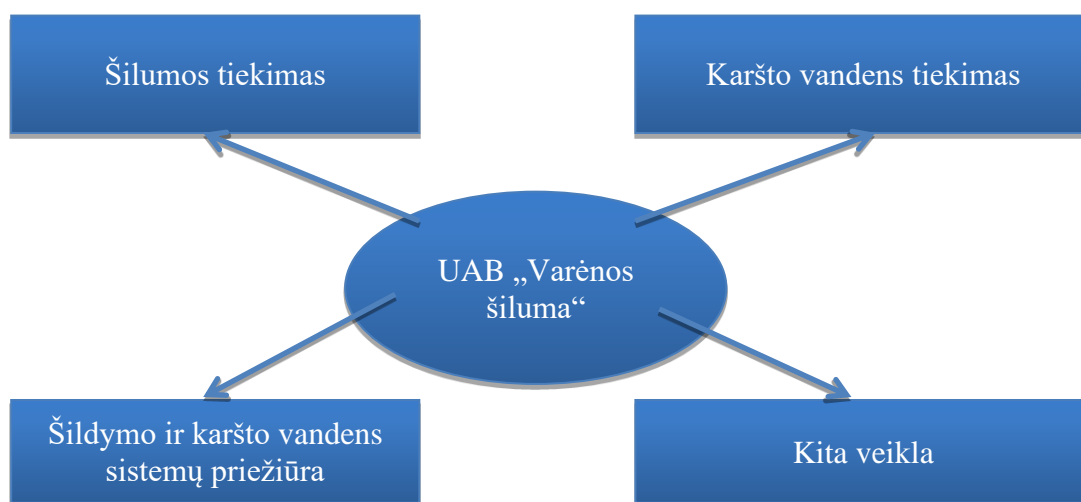 Šilumos tiekimas
Karšto vandens tiekimas
UAB „Varėnos
šiluma“
Šildymo ir karšto vandens
sistemų priežiūra
Kita veikla